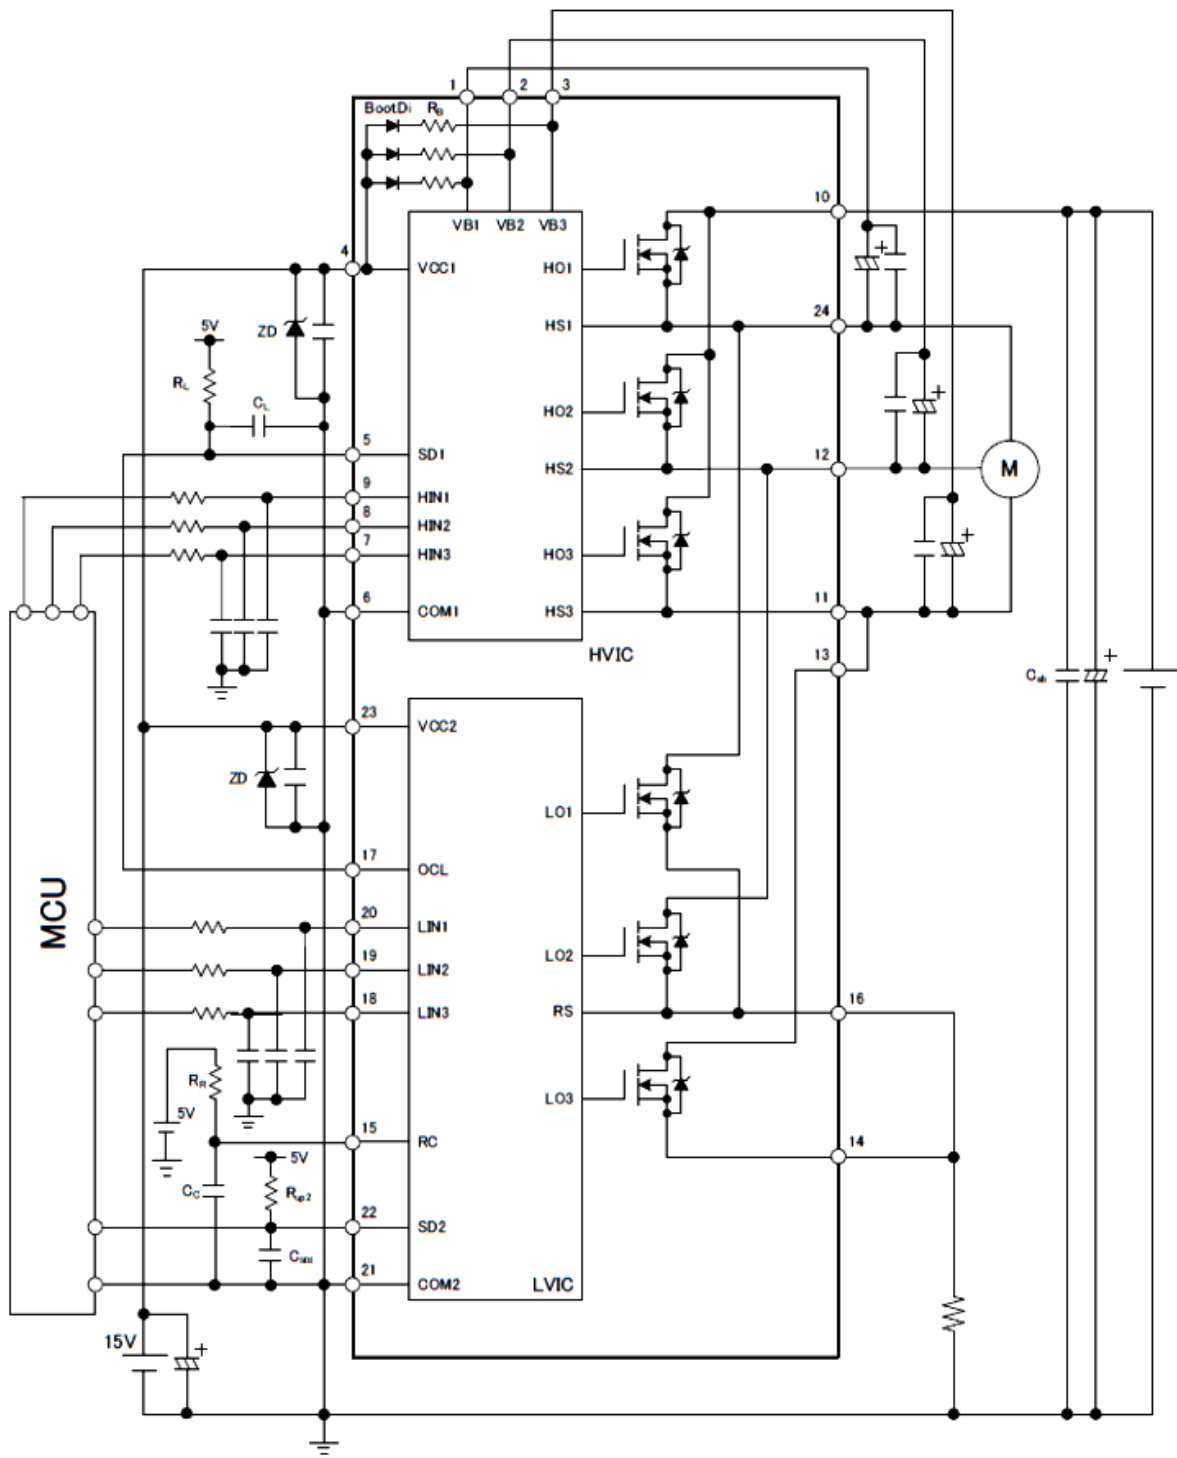 1 2 3
BootDi RB
10
VB1 VB2 VB3
4 VCC1 HO1
5V ZD HS1 24
RL
CL HO2
5 SD1 HS2 12 M
9 HIN1
8 HIN2
7 HIN3 HO3
6 COM1 HS3 11
HVIC 13
Csb
23 VCC2
ZD
LO1
17 OCL
MCU
20 LIN1
19 LIN2 LO2
18 LIN3 RS 16
RR
5V LO3
15 RC 14
5V
CC Rup2
22 SD2
21 COM2 LVIC
15V